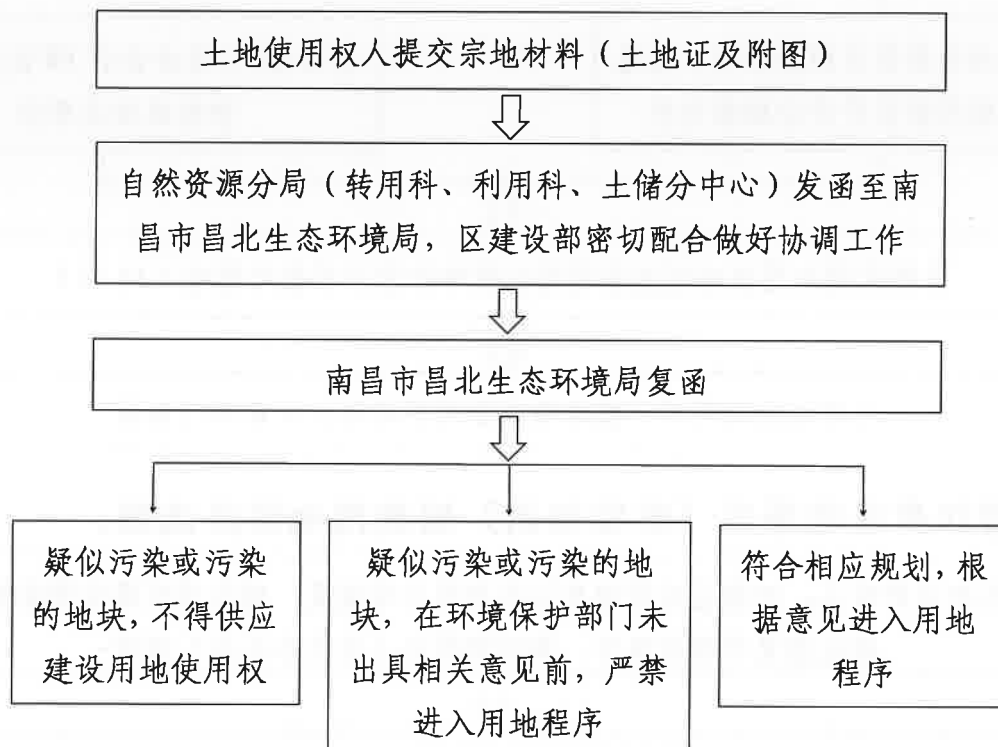 土地使用权人提交宗地材料（土地证及附图）
自然资源分局（转用科、利用科、土储分中心）发函至南
昌市昌北生态环境局，区建设部密切配合做好协调工作
南昌市昌北生态环境局复函
疑似污染或污染
的地块，不得供应
建设用地使用权
疑似污染或污染的地
块，在环境保护部门未
出具相关意见前，严禁
进入用地程序
符合相应规划，根
据意见进入用地
程序